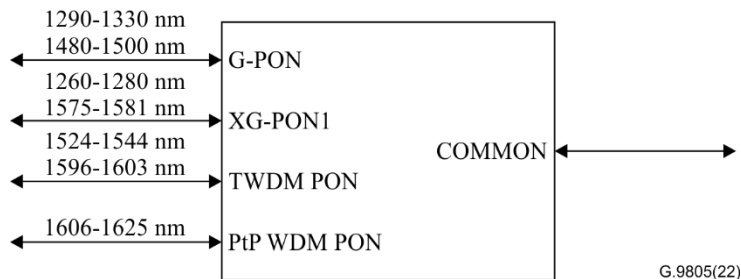 1290-1330 nm
1480-1500 nm
G-PON
1260-1280 nm
1575-1581 nm
XG-PON1
1524-1544 nm
COMMON
1596-1603 nm
TWDM PON
1606-1625 nm
PtP WDM PON
G.9805(22)